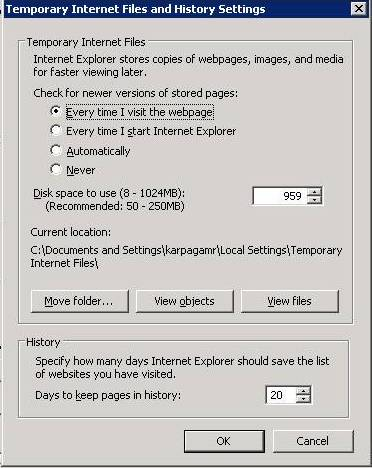 Temporary Internet Files and History Settings
Temporary Internet Files
Internet Explorer stores copies of webpages, images, and media
for faster viewing later.
Check for newer versions of stored pages:
Every time I visit the webpage
Every time I start Internet Explorer
Automatically
Never
Disk space to use (8 - 1024MB):
959
(Recommended: 50 - 250MB)
Current location:
C:\Documents and Settings\karpagamr\Local Settings\Temporary
Internet Files\
Move folder...
View objects
View files
History
Specify how many days Internet Explorer should save the list
of websites you have visited.
Days to keep pages in history:
20
OK
Cancel